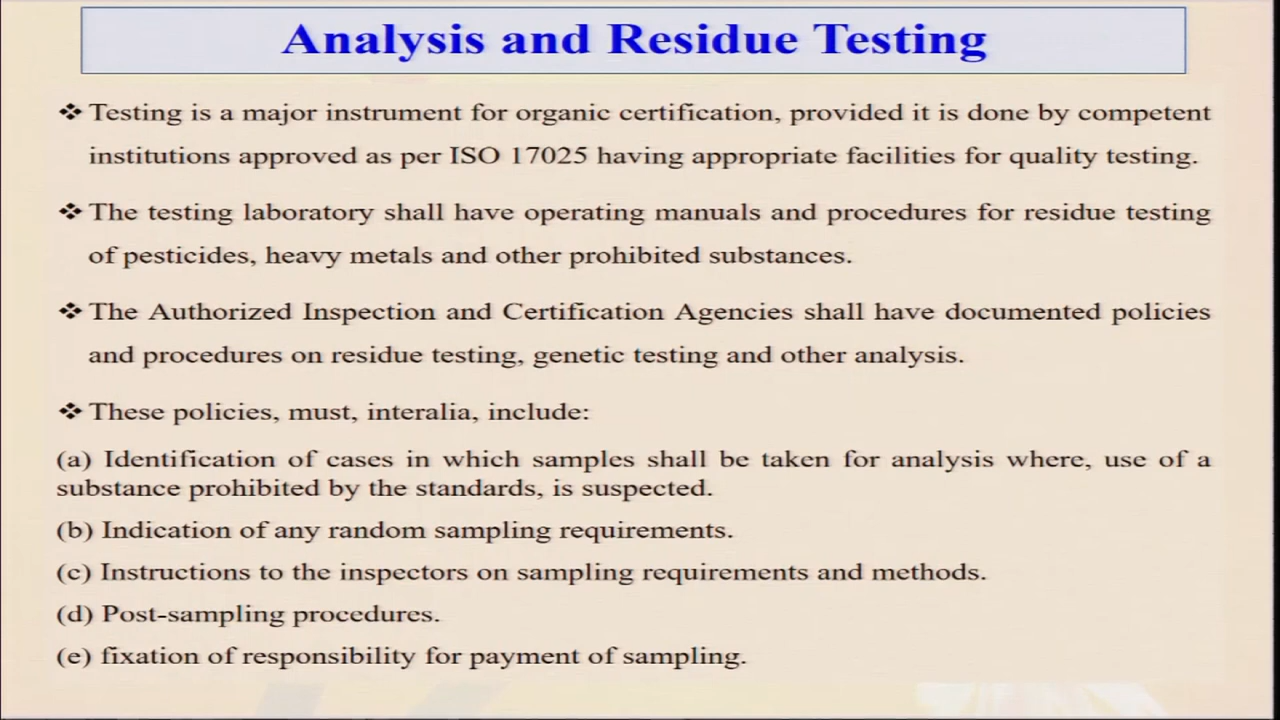 Analysis and Residue Testing
❖ Testing is a major instrument for organic certification, provided it is done by competent
institutions approved as per ISO 17025 having appropriate facilities for quality testing.
❖ The testing laboratory shall have operating manuals and procedures for residue testing
of pesticides, heavy metals and other prohibited substances.
❖ The Authorized Inspection and Certification Agencies shall have documented policies
and procedures on residue testing, genetic testing and other analysis.
❖ These policies, must, interalia, include:
(a) Identification of cases in which samples shall be taken for analysis where, use of a
substance prohibited by the standards, is suspected.
(b) Indication of any random sampling requirements.
(c) Instructions to the inspectors on sampling requirements and methods.
(d) Post-sampling procedures.
(e) fixation of responsibility for payment of sampling.